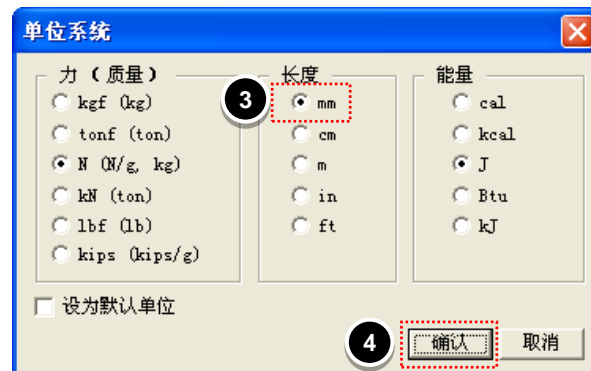 单位系统
力 (质量)
kgf (kg)
tonf (ton)
N (N/g, kg)
kN (ton)
lbf (lb)
kips (kips/g)
长度
3
mm
cm
m
in
ft
能量
cal
kcal
J
Btu
kJ
设为默认单位
4
确认
取消